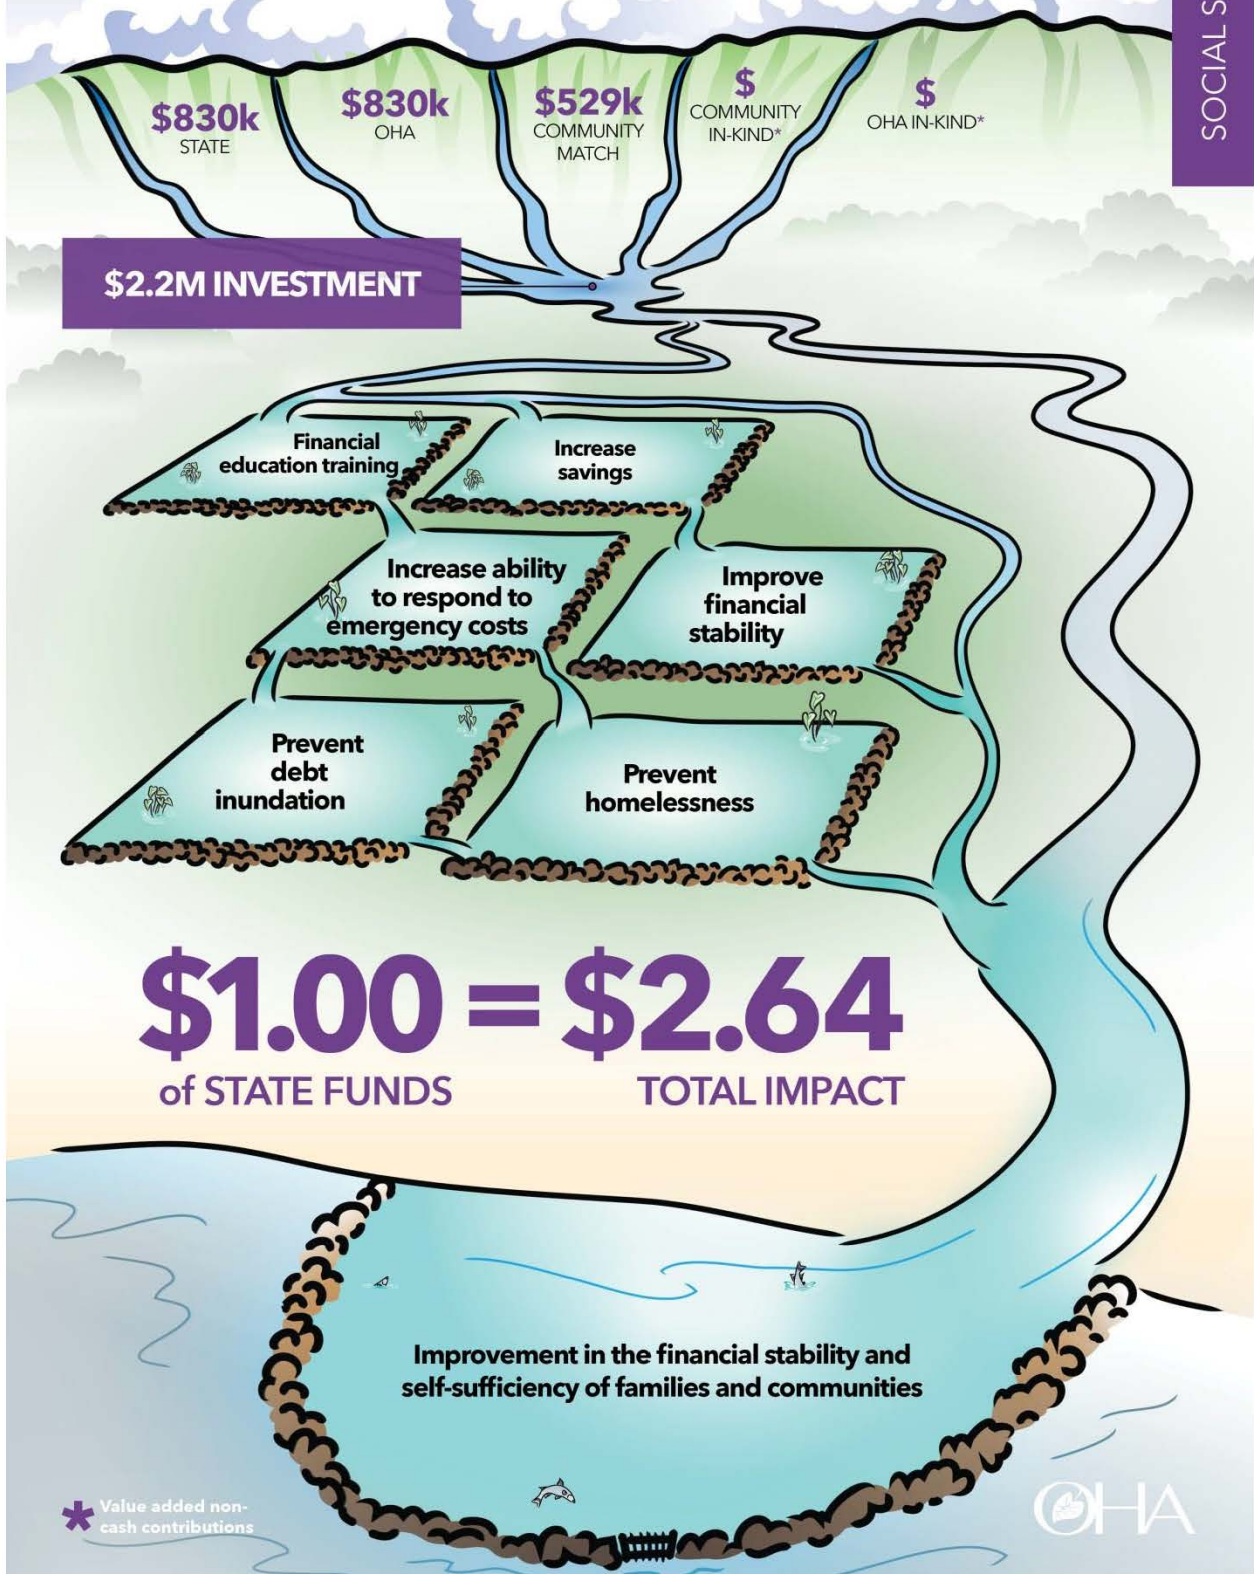 SOCIAL S
$830k
STATE
$830k
OHA
$529k
COMMUNITY
MATCH
$
COMMUNITY
IN-KIND*
$
OHA IN-KIND*
$2.2M INVESTMENT
Financial
education training
Increase
savings
Increase ability
to respond to
emergency costs
Improve
financial
stability
Prevent
debt
inundation
Prevent
homelessness
$1.00 = $2.64
of STATE FUNDS TOTAL IMPACT
Improvement in the financial stability and
self-sufficiency of families and communities
* Value added non-
cash contributions
OHA